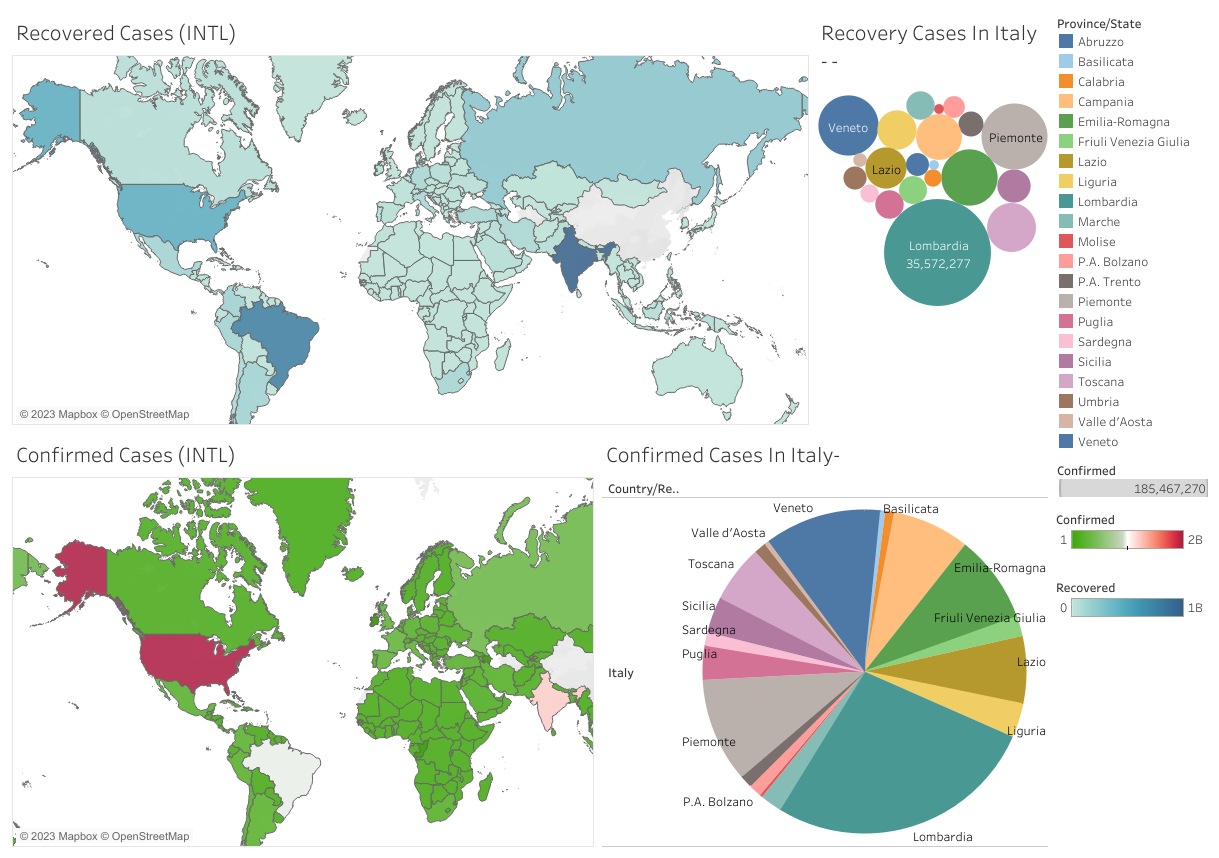 Recovered Cases (INTL)
© 2023 Mapbox © OpenStreetMap
Recovery Cases In Italy
- -
Veneto
Piemonte
Lazio
Lombardia
35,572,277
Province/State
Abruzzo
Basilicata
Calabria
Campania
Emilia-Romagna
Friuli Venezia Giulia
Lazio
Liguria
Lombardia
Marche
Molise
P.A. Bolzano
P.A. Trento
Piemonte
Puglia
Sardegna
Sicilia
Toscana
Umbria
Valle d'Aosta
Veneto
Confirmed
185,467,270
Confirmed
1 2B
Recovered
0 1B
Confirmed Cases (INTL)
© 2023 Mapbox © OpenStreetMap
Confirmed Cases In Italy-
Country/Re..
Italy
Veneto
Basilicata
Valle d'Aosta
Toscana
Emilia-Romagna
Sicilia
Friuli Venezia Giulia
Sardegna
Puglia
Lazio
Liguria
Piemonte
P.A. Bolzano
Lombardia